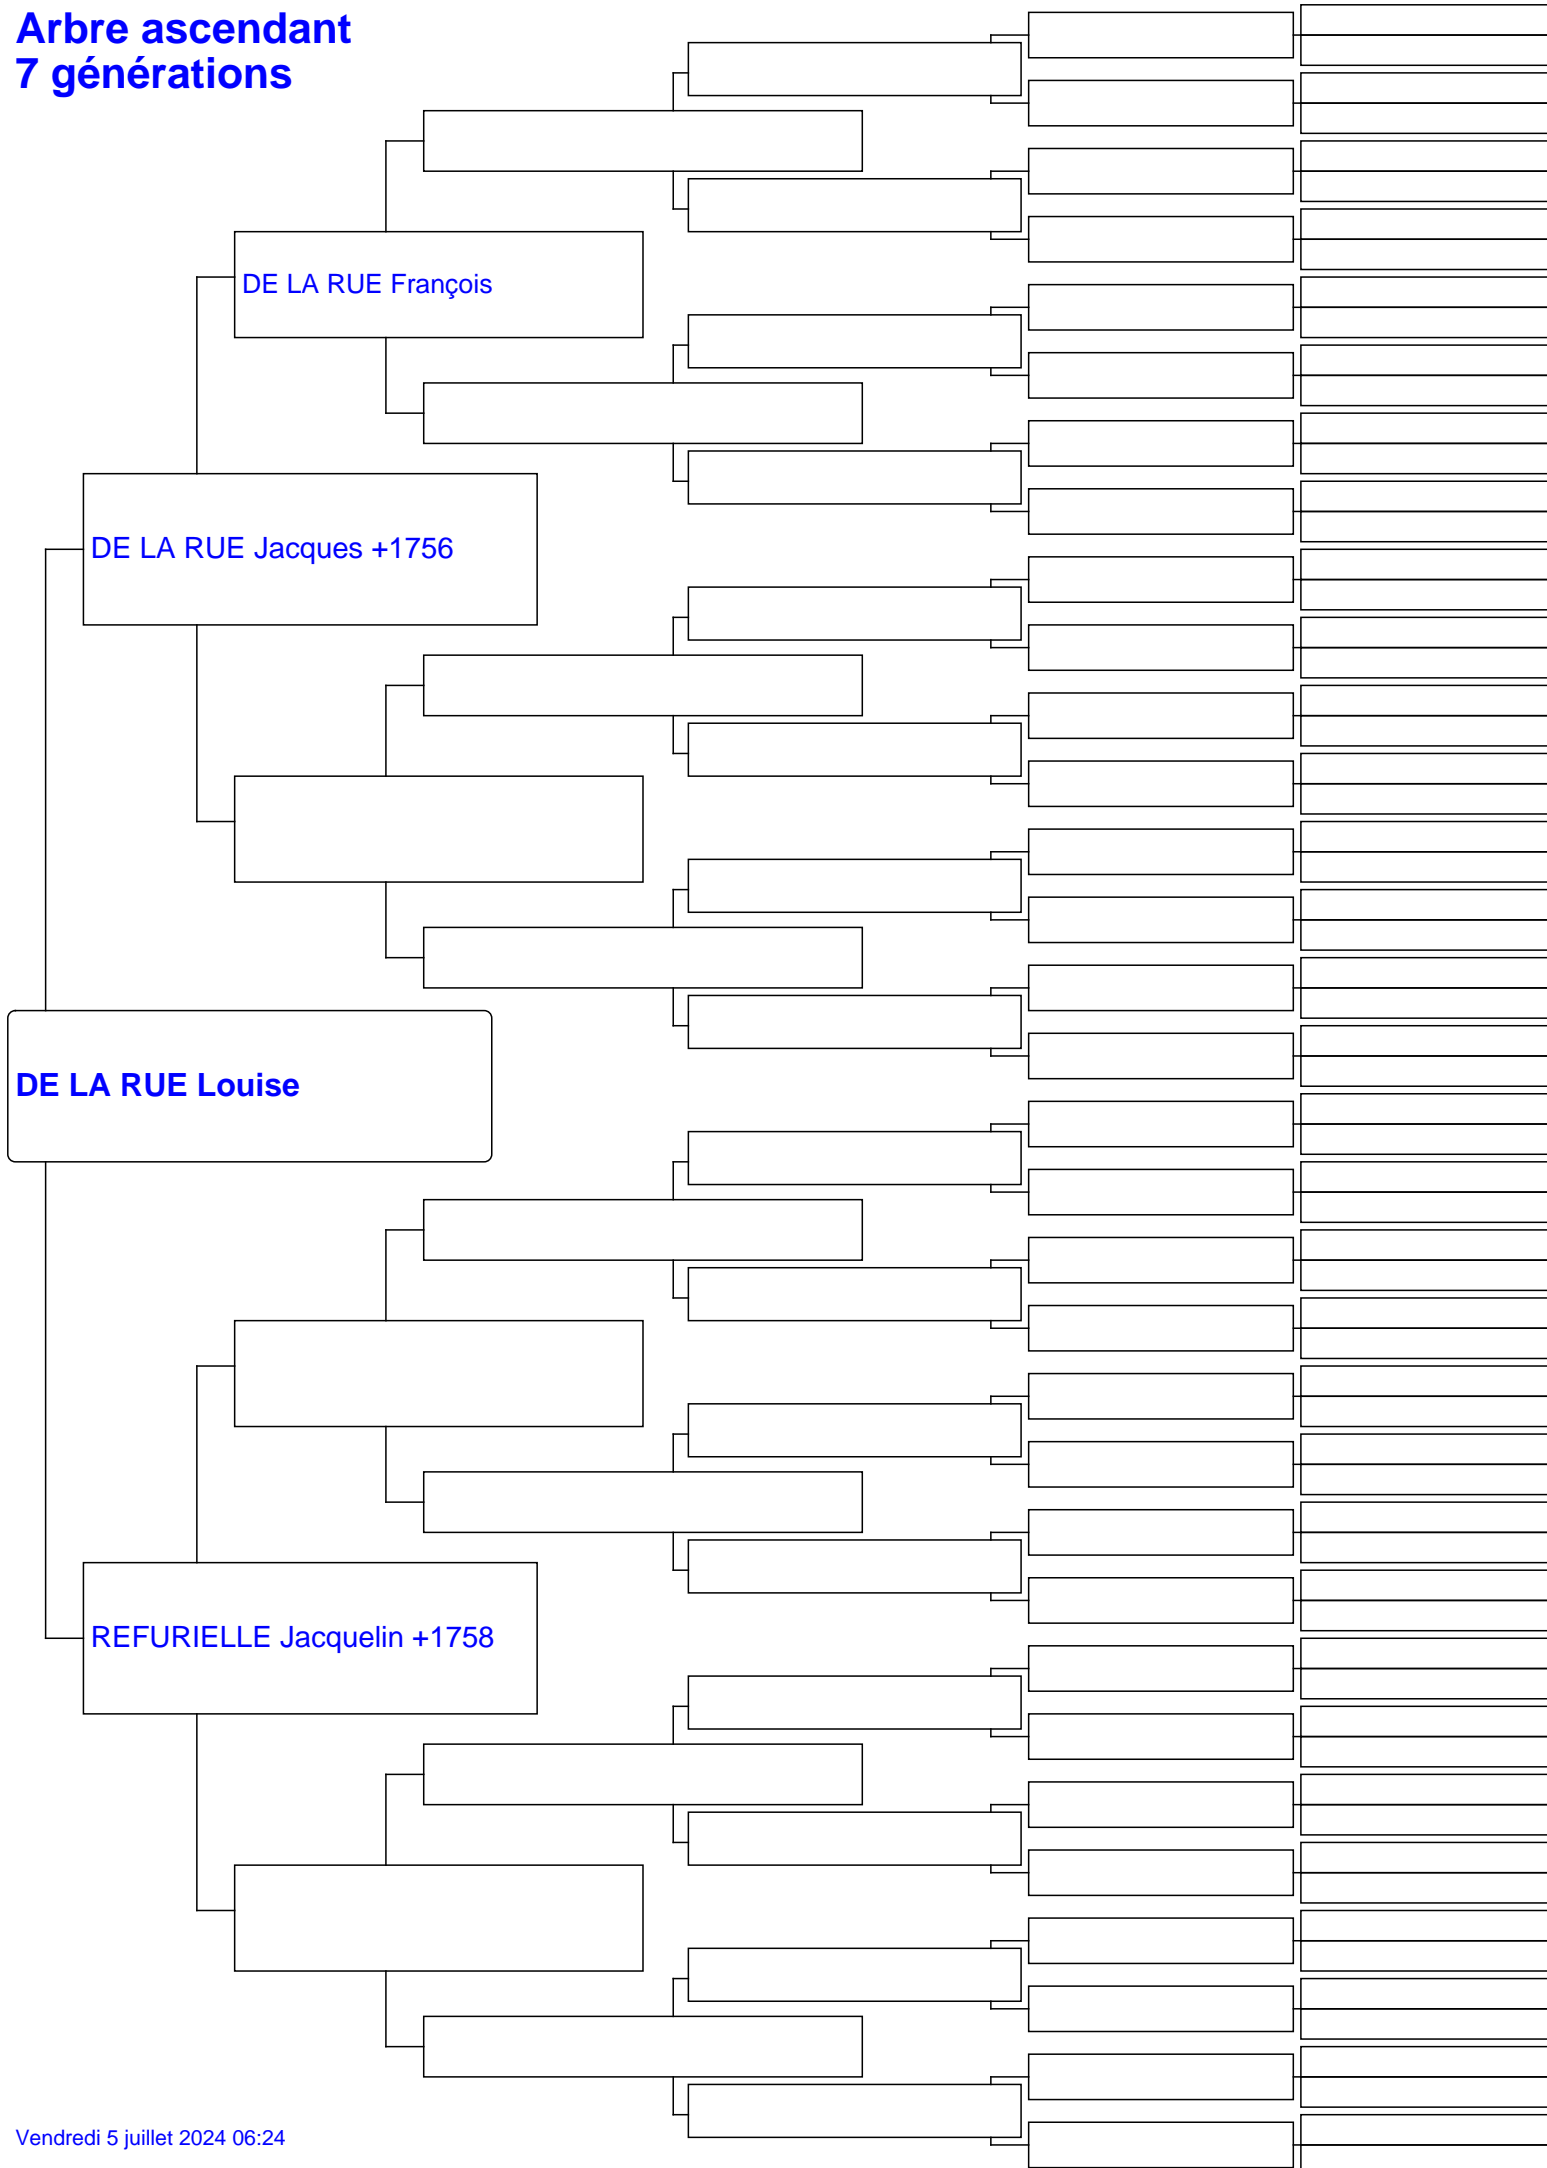 Arbre ascendant
7 générations
DE LA RUE François
DE LA RUE Jacques +1756
DE LA RUE Louise
REFURIELLE Jacquelin +1758
Vendredi 5 juillet 2024 06:24